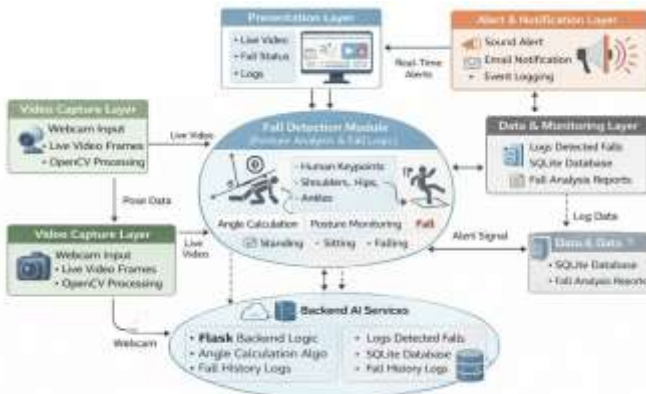 Presentation Layer
• Live Video
• Fall Status
• Logs
Real-Time
Alerts
Alert & Notification Layer
Sound Alert
Email Notification
• Event Logging
Video Capture Layer
Webcam Input
• Live Video Frames
• OpenCV Processing
Live Video
Fall Detection Module
(Posture Analysis & Fall Logic)
- Human Keypoints
- Shoulders, Hips,
- Ankles
Angle Calculation
Posture Monitoring
Fall
Standing
- Sitting
- Falling
Data & Monitoring Layer
Logs Detected Falls
SQLite Database
Fall Analysis Reports
Pose Data
Log Data
Video Capture Layer
Webcam Input
• Live Video Frames
• OpenCV Processing
Live
Video
Alert Signal
Data & Data
• SQLite Database
• Fall Analysis Reports
Webcam
Backend AI Services
• Flask Backend Logic
• Angle Calculation Algo
• Fall History Logs
• Logs Detected Falls
• SQLite Database
• Fall History Logs